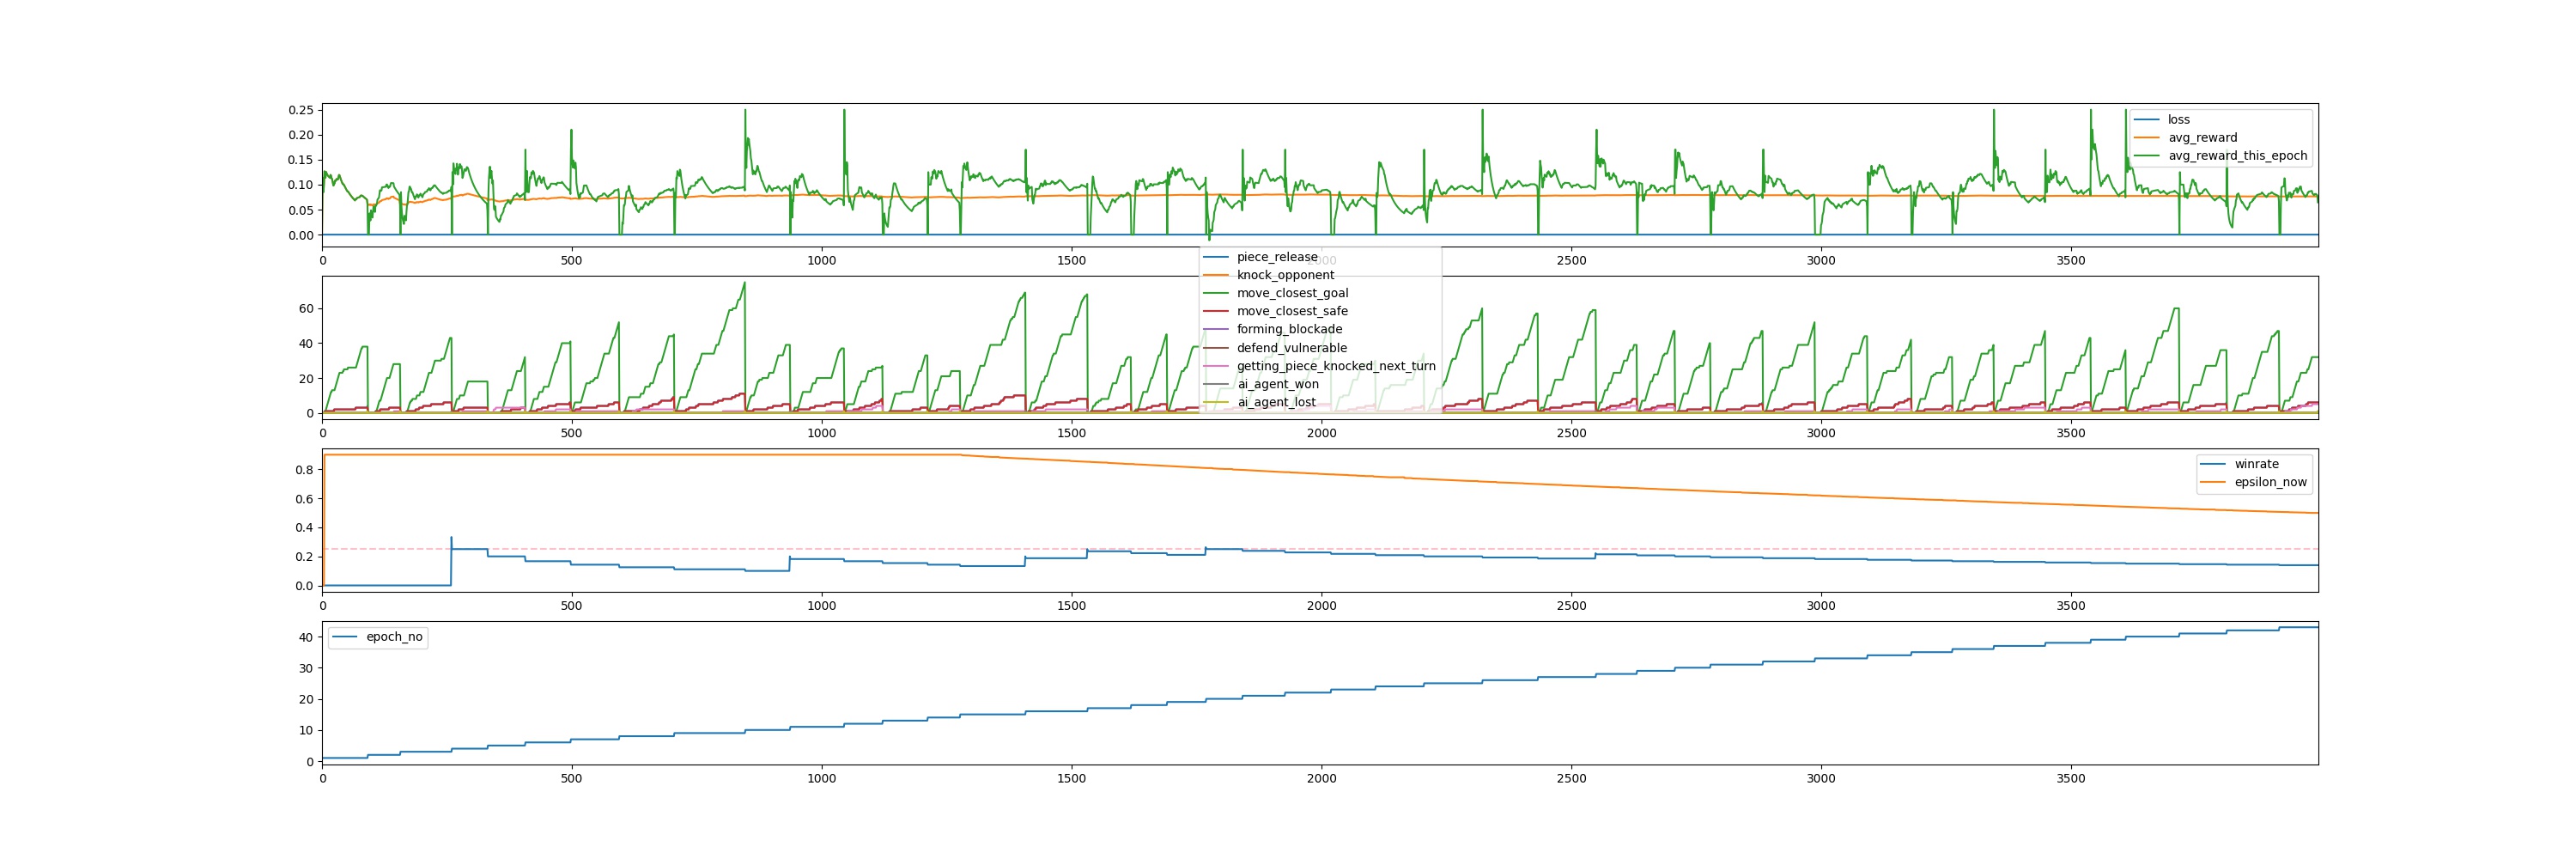 0.25
0.20
0.15
0.10
0.05
0.00
loss
avg_reward
avg_reward_this_epoch
0 500 1000 1500 2000 2500 3000 3500
60
40
20
0
piece_release
knock_opponent
move_closest_goal
move_closest_safe
forming_blockade
defend_vulnerable
getting_piece_knocked_next_turn
ai_agent_won
ai_agent_lost
0 500 1000 1500 2000 2500 3000 3500
0.8
0.6
0.4
0.2
0.0
winrate
epsilon_now
0 500 1000 1500 2000 2500 3000 3500
40
30
20
10
0
epoch_no
0 500 1000 1500 2000 2500 3000 3500